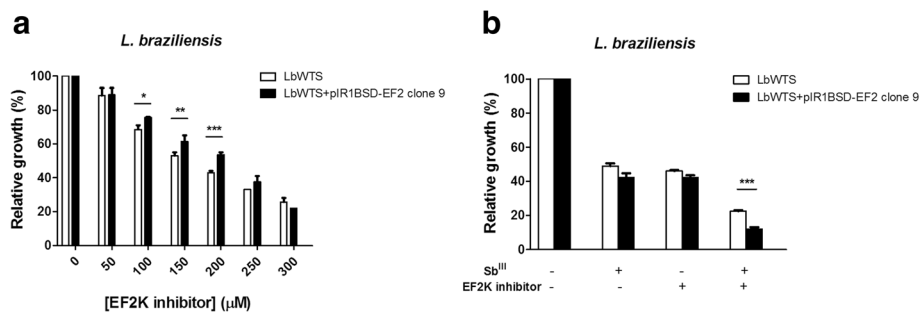 a
L. braziliensis
LbWTS
LbWTS+pIR1BSD-EF2 clone 9
Relative growth (%)
100
80
60
40
20
0
*
**
***
0
50
100
150
200
250
300
[EF2K inhibitor] (µM)
b
L. braziliensis
LbWTS
LbWTS+pIR1BSD-EF2 clone 9
Relative growth (%)
100
80
60
40
20
0
***
Sbᴵᴵᴵ - + - +
EF2K inhibitor - - + +